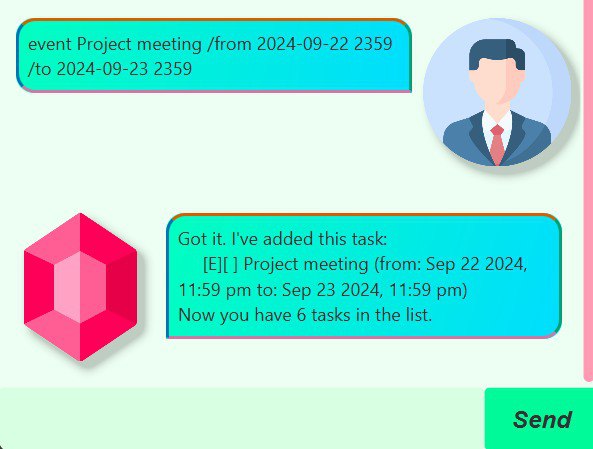 event Project meeting /from 2024-09-22 2359
/to 2024-09-23 2359
Got it. I've added this task:
[E][ ] Project meeting (from: Sep 22 2024,
11:59 pm to: Sep 23 2024, 11:59 pm)
Now you have 6 tasks in the list.
Send